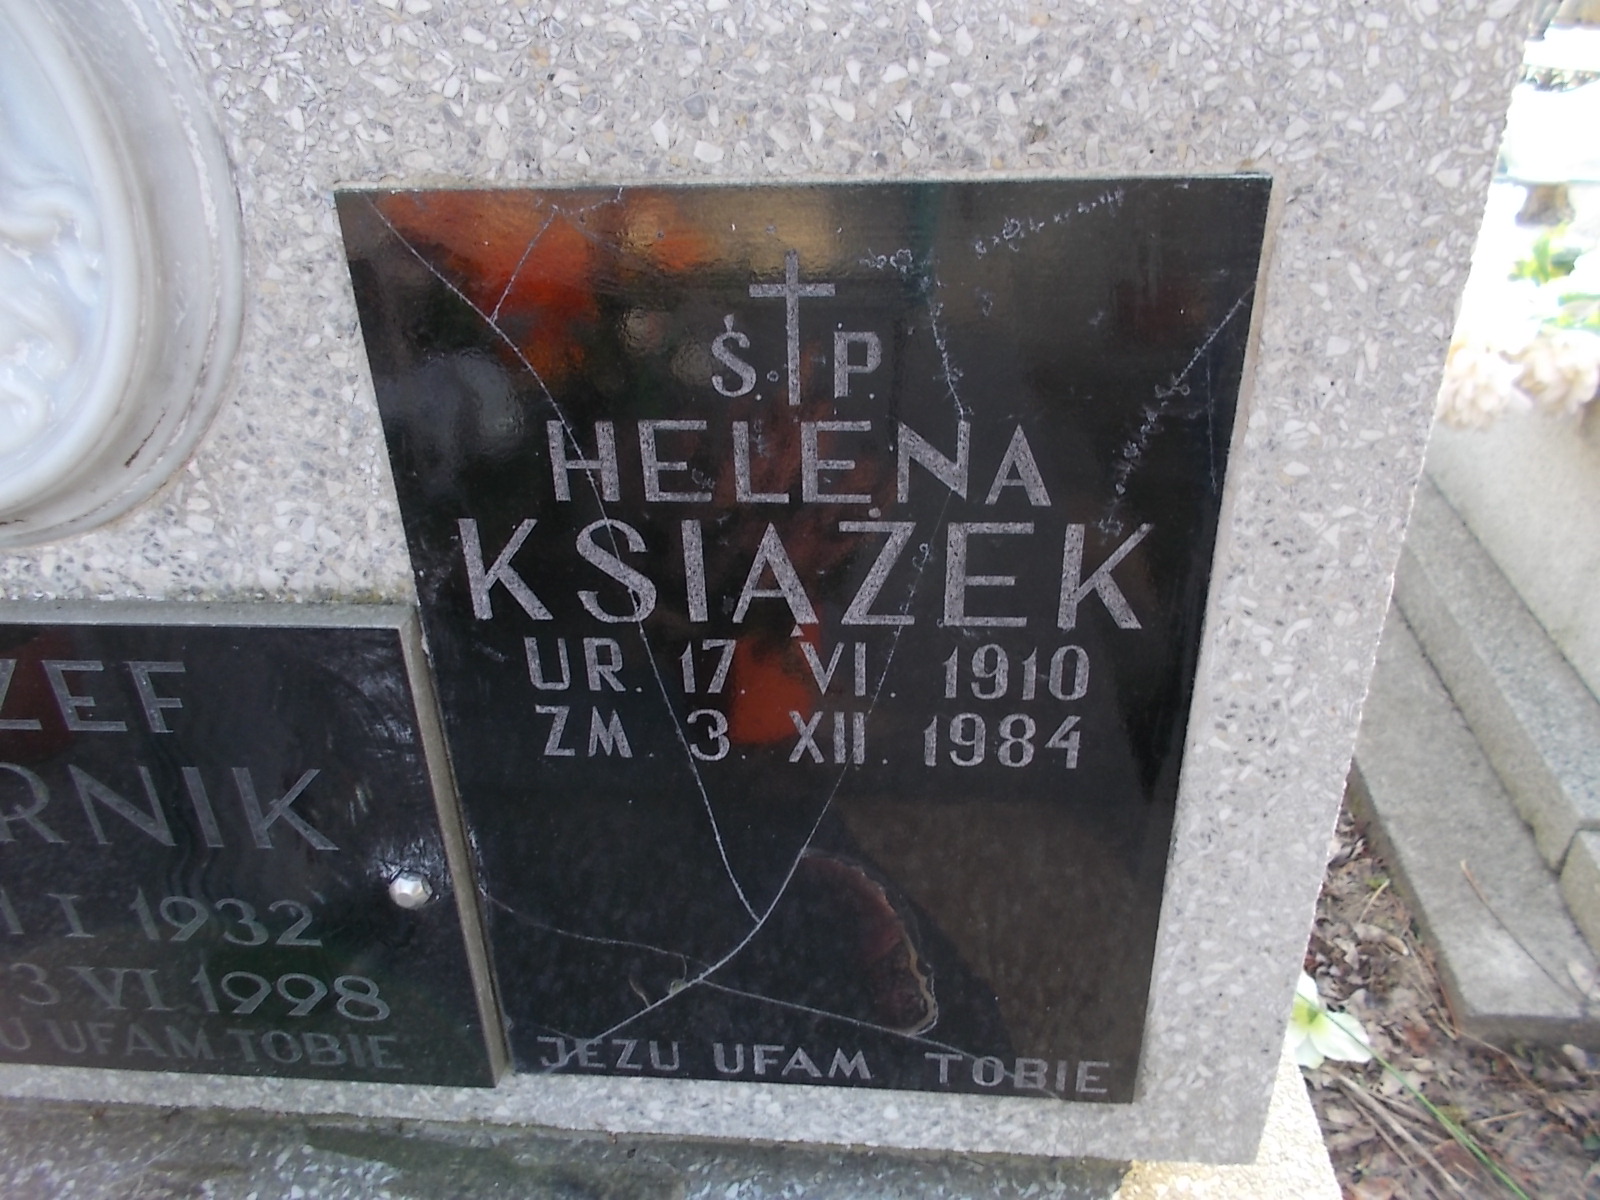 Ś. P.
HELENA
KSIĄŻEK
UR. 17. VI. 1910
ZM. 3. XII. 1984
JEZU UFAM TOBIE
ZEF
RNIK
1 I 1932
3 VI 1998
U UFAM TOBIE